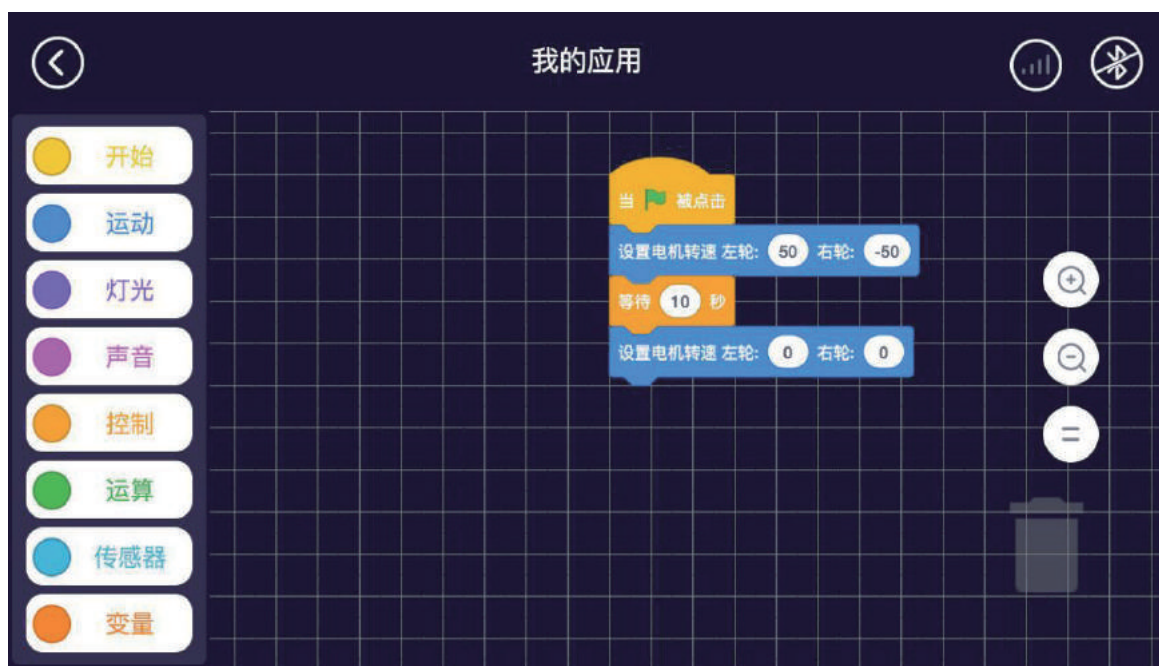 我的应用
开始
运动
灯光
声音
控制
运算
传感器
变量
当 被点击
设置电机转速 左轮: 50 右轮: -50
等待 10 秒
设置电机转速 左轮: 0 右轮: 0